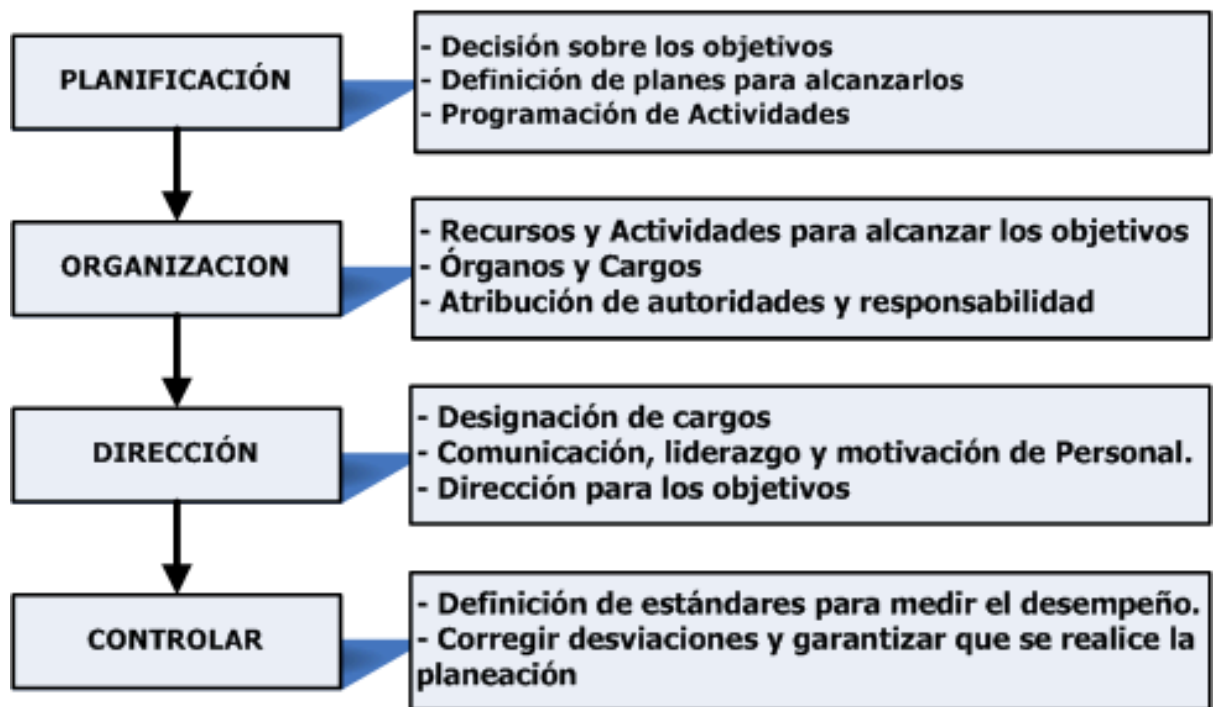 PLANIFICACIÓN
- Decisión sobre los objetivos
- Definición de planes para alcanzarlos
- Programación de Actividades
ORGANIZACION
- Recursos y Actividades para alcanzar los objetivos
- Órganos y Cargos
- Atribución de autoridades y responsabilidad
DIRECCIÓN
- Designación de cargos
- Comunicación, liderazgo y motivación de Personal.
- Dirección para los objetivos
CONTROLAR
- Definición de estándares para medir el desempeño.
- Corregir desviaciones y garantizar que se realice la
planeación